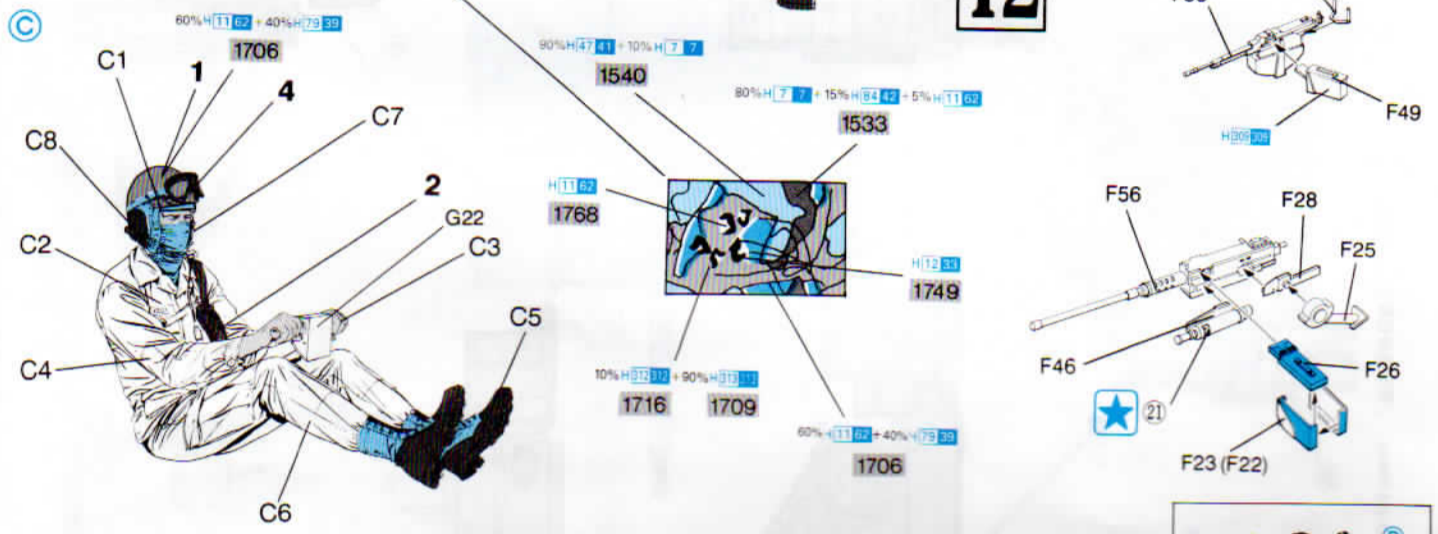 C
60%H 11 62 + 40%H 79 39
1706
C1
1
4
C8
C7
2
G22
C2
C3
C5
C4
C6
90%H 47 41 + 10%H 7 7
1540
80%H 7 7 + 15%H 84 42 + 5%H 11 62
1533
H 11 62
1768
H 12 33
1749
10%H 312 312 + 90%H 313 313
1716 1709
60%H 11 62 + 40%H 79 39
1706
12
F49
H 309 309
F56
F28
F25
F46
F26
21
F23 (F22)